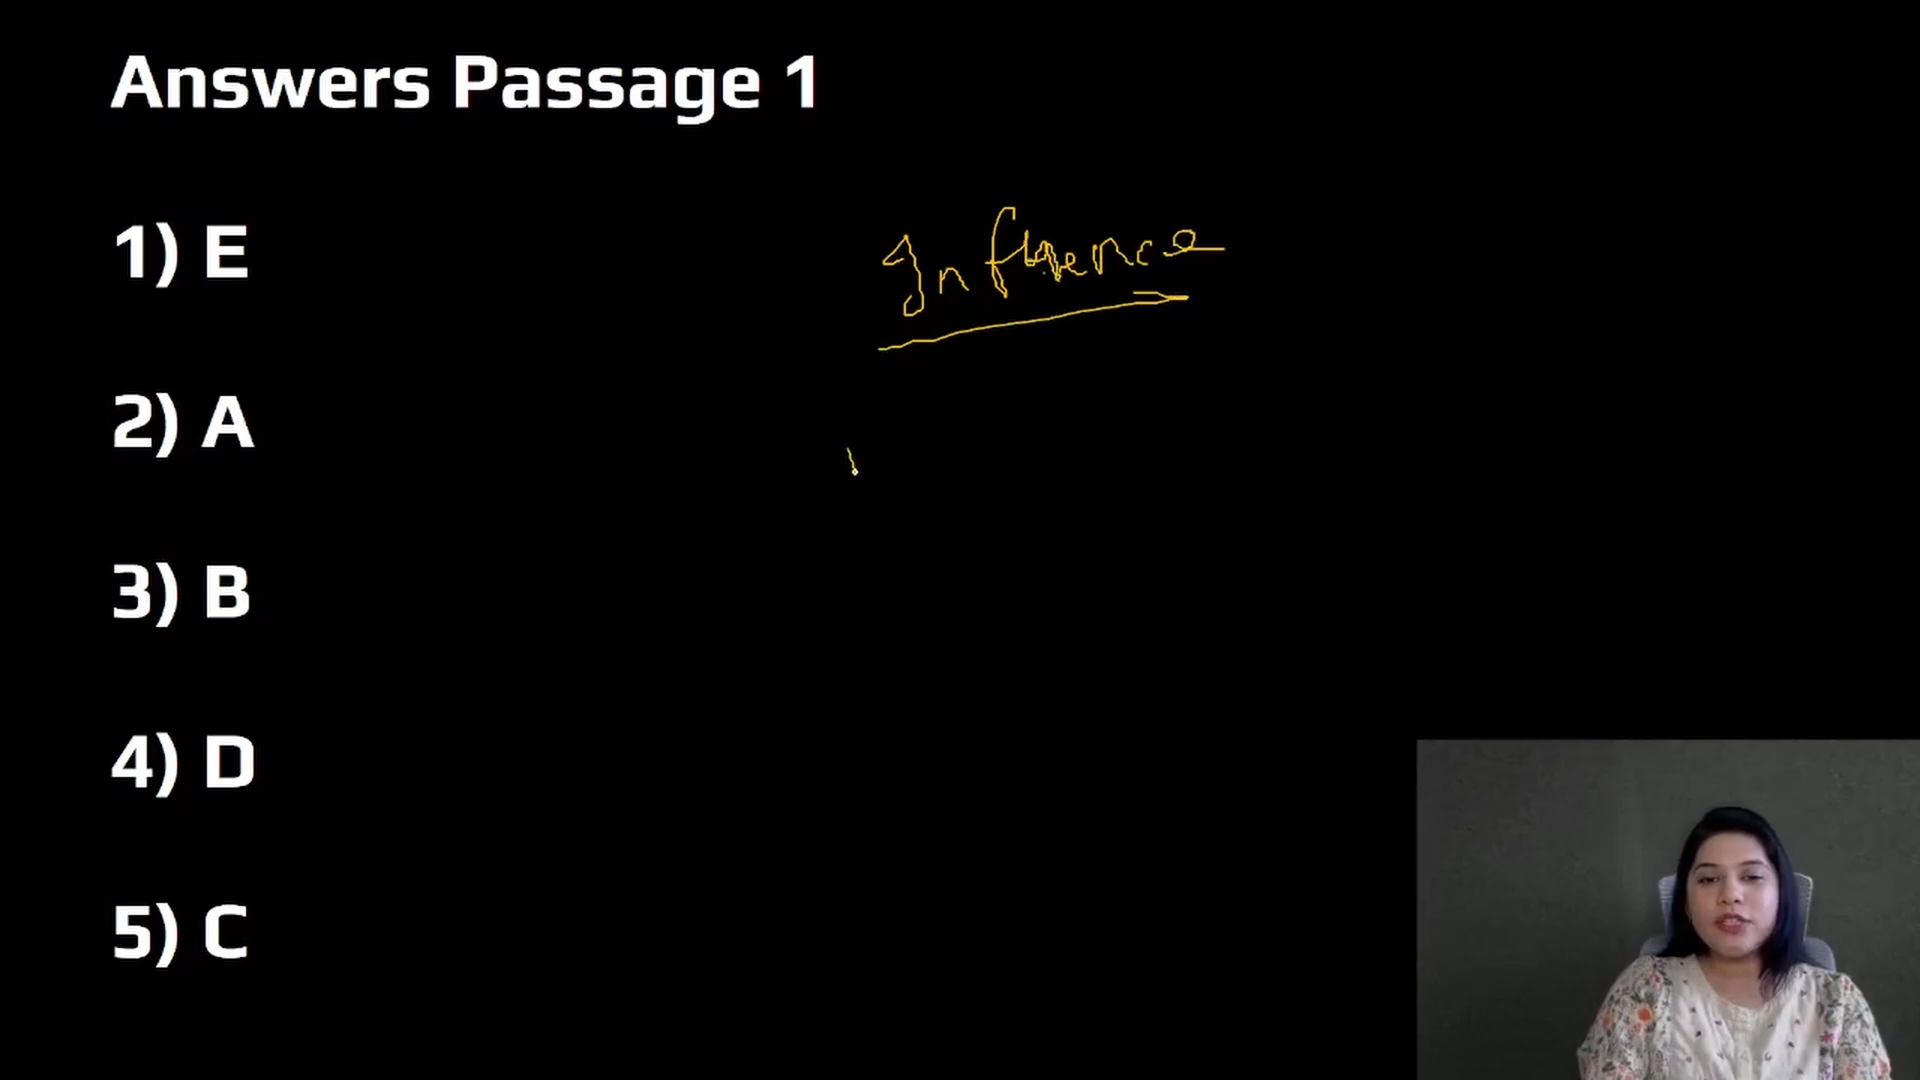 Answers Passage 1
1) E
Influence
2) A
3) B
4) D
5) C